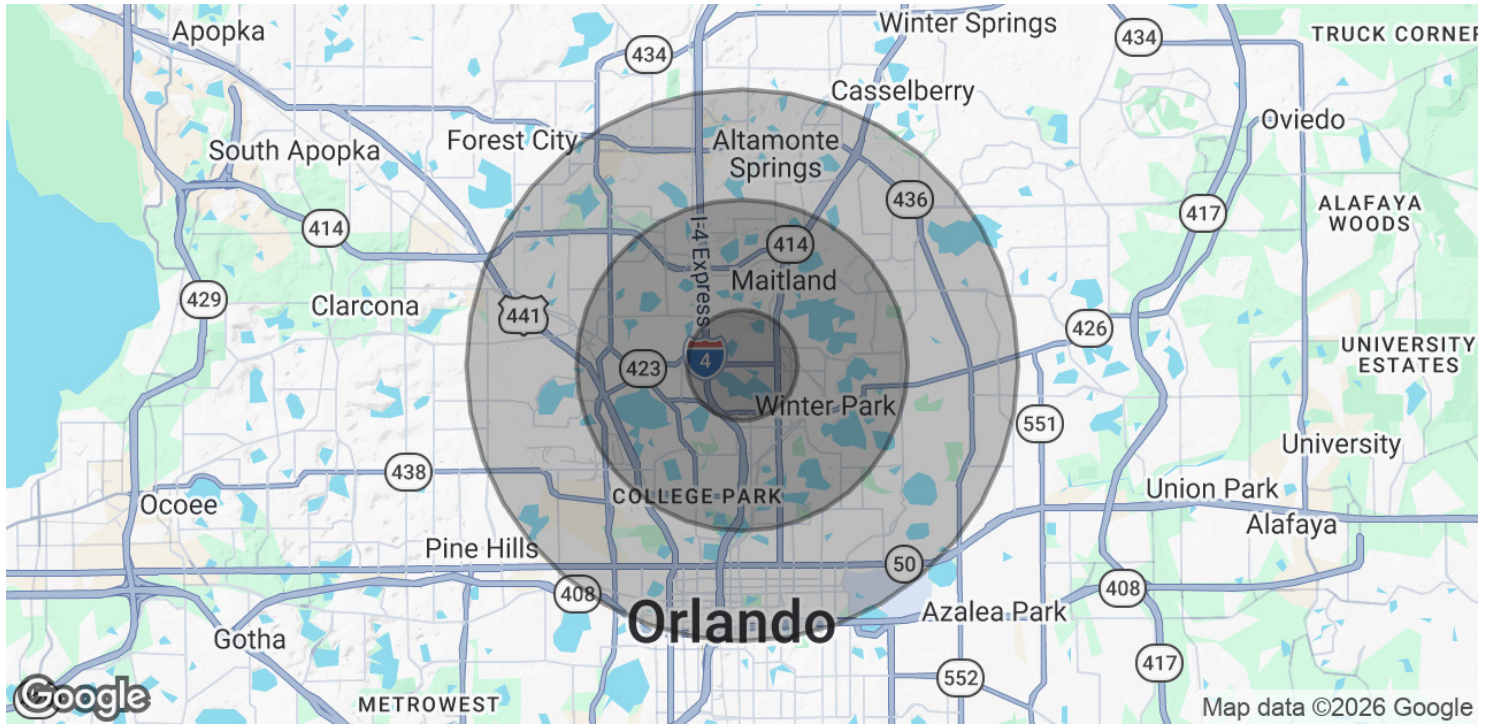 Apopka
Winter Springs
434
434
TRUCK CORNER
Casselberry
Oviedo
Forest City
Altamonte
Springs
South Apopka
436
417
ALAFAYA
WOODS
414
I-4 Express
414
Maitland
429
Clarcona
441
426
UNIVERSITY
ESTATES
423
4
Winter Park
551
University
438
COLLEGE PARK
Union Park
Ocoee
Alafaya
Pine Hills
50
408
408
Orlando
Azalea Park
Gotha
417
552
METROWEST
Google
Map data ©2026 Google